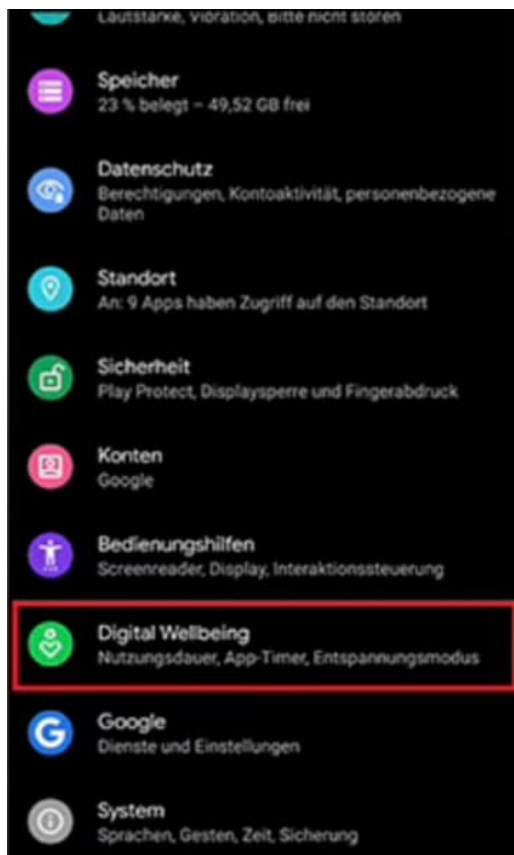 Lautstärke, Vibration, Bitte nicht stören
Speicher
23 % belegt – 49,52 GB frei
Datenschutz
Berechtigungen, Kontoaktivität, personenbezogene
Daten
Standort
An: 9 Apps haben Zugriff auf den Standort
Sicherheit
Play Protect, Displaysperre und Fingerabdruck
Konten
Google
Bedienungshilfen
Screenreader, Display, Interaktionssteuerung
Digital Wellbeing
Nutzungsdauer, App-Timer, Entspannungsmodus
Google
Dienste und Einstellungen
System
Sprachen, Gesten, Zeit, Sicherung